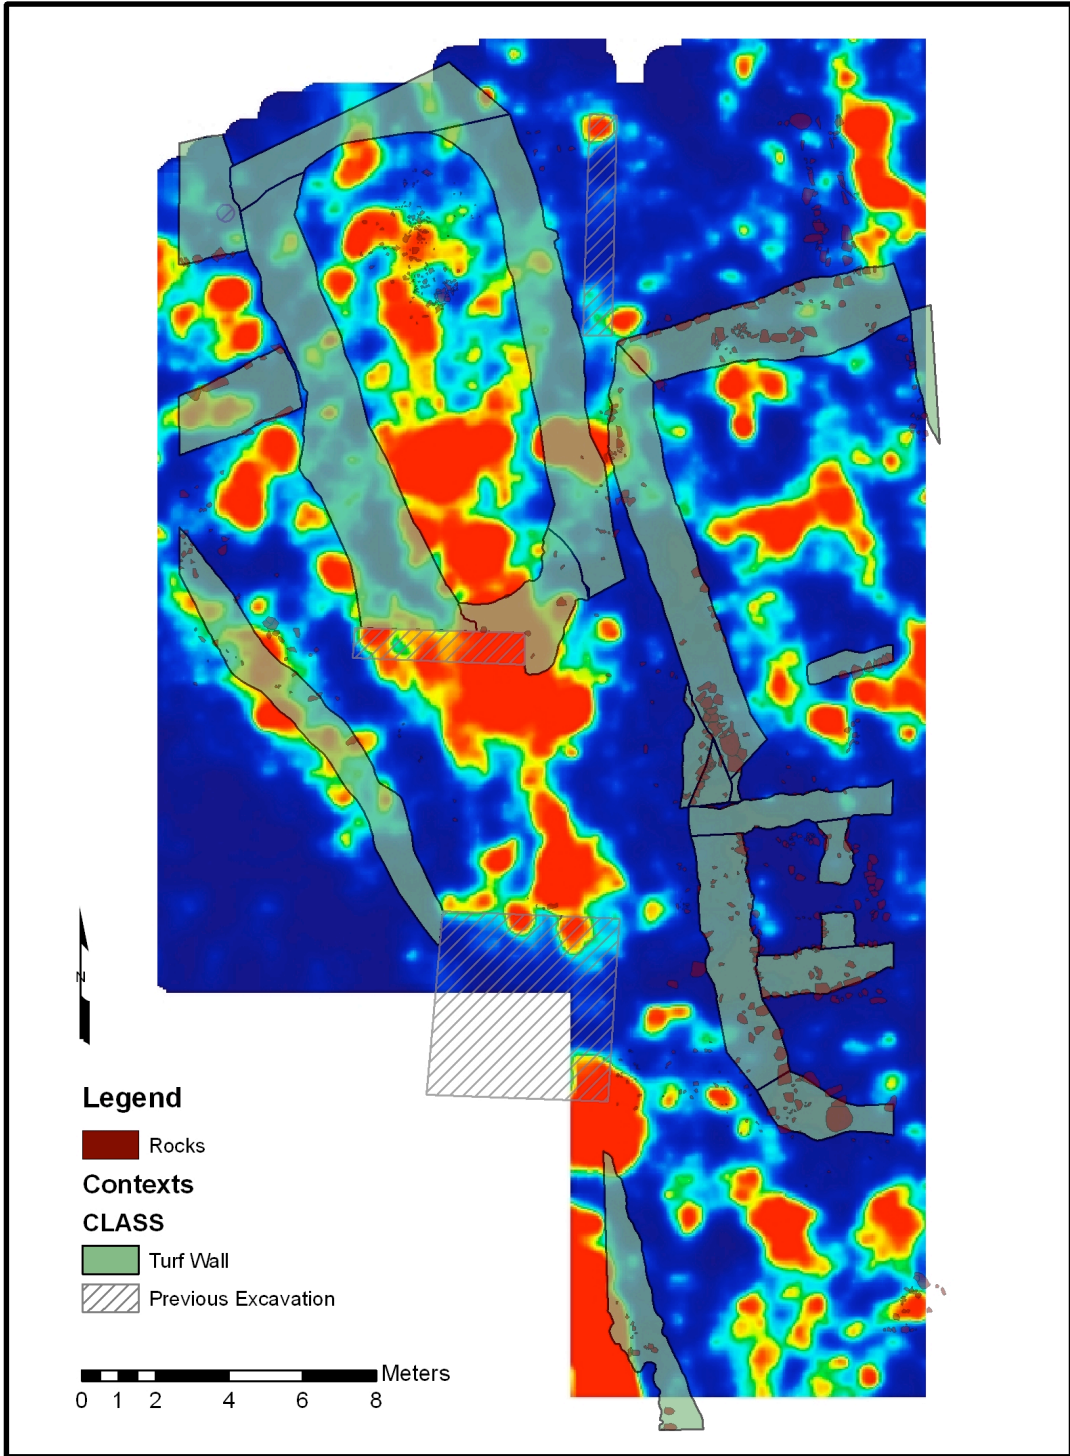 N
Legend
Rocks
Contexts
CLASS
Turf Wall
Previous Excavation
Meters
0 1 2 4 6 8